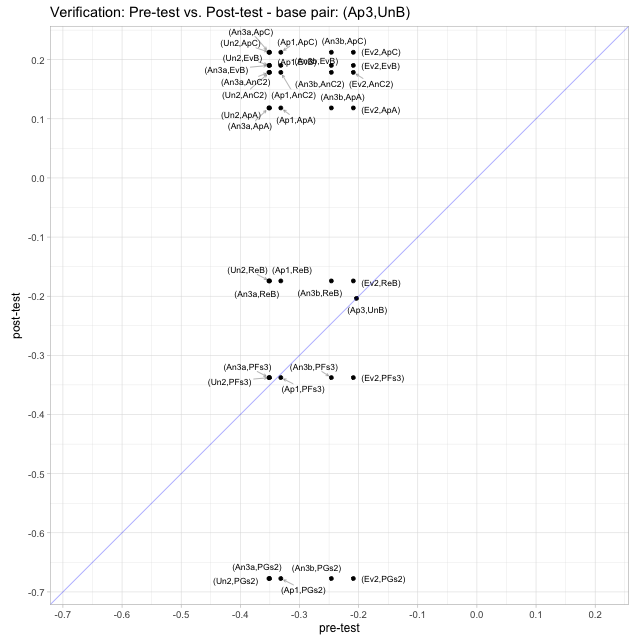 Verification: Pre-test vs. Post-test - base pair: (Ap3,UnB)
(An3a,ApC)
(Un2,ApC) (Ap1,ApC) (An3b,ApC)
(Ev2,ApC)
(Un2,EvB) (Ap1,EvB) (An3b,EvB)
(Ev2,EvB)
(An3a,EvB)
(An3a,AnC2) (An3b,AnC2) (Ev2,AnC2)
(Un2,AnC2) (Ap1,AnC2) (An3b,ApA)
(Ev2,ApA)
(Un2,ApA) (Ap1,ApA)
(An3a,ApA)
(Un2,ReB) (Ap1,ReB)
(Ev2,ReB)
(An3a,ReB) (An3b,ReB)
(Ap3,UnB)
(An3a,PFs3) (An3b,PFs3)
(Un2,PFs3) (Ev2,PFs3)
(Ap1,PFs3)
(An3a,PGs2) (An3b,PGs2)
(Un2,PGs2) (Ev2,PGs2)
(Ap1,PGs2)
0.2
0.1
0.0
-0.1
-0.2
-0.3
-0.4
-0.5
-0.6
-0.7
post-test
-0.7 -0.6 -0.5 -0.4 -0.3 -0.2 -0.1 0.0 0.1 0.2
pre-test